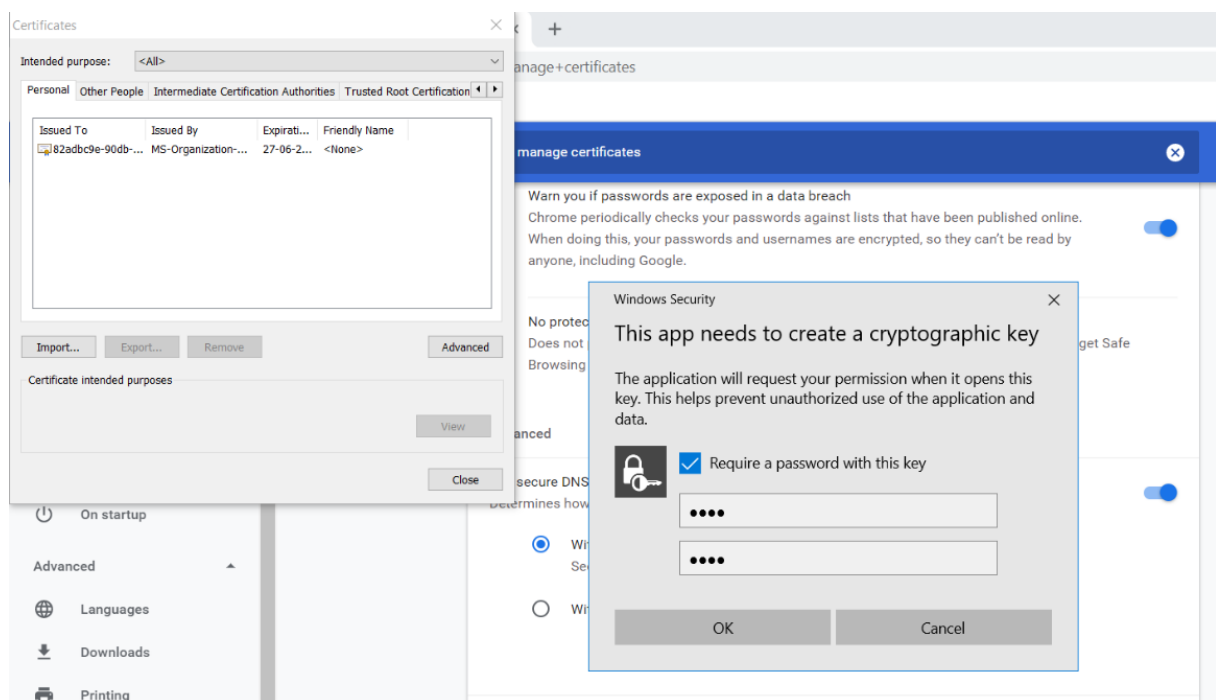 Certificates
Intended purpose:
<All>
Personal
Other People
Intermediate Certification Authorities
Trusted Root Certification
Issued To
Issued By
Expirati...
Friendly Name
82adbc9e-90db-...
MS-Organization-...
27-06-2...
<None>
Import...
Export...
Remove
Advanced
Certificate intended purposes
View
Close
anage+certificates
manage certificates
Warn you if passwords are exposed in a data breach
Chrome periodically checks your passwords against lists that have been published online.
When doing this, your passwords and usernames are encrypted, so they can't be read by
anyone, including Google.
No protec
Does not
get Safe
Browsing
anced
secure DNS
Determines how
Wi
Se
Wi
Windows Security
This app needs to create a cryptographic key
The application will request your permission when it opens this
key. This helps prevent unauthorized use of the application and
data.
Require a password with this key
••••
••••
OK
Cancel
On startup
Advanced
Languages
Downloads
Printing